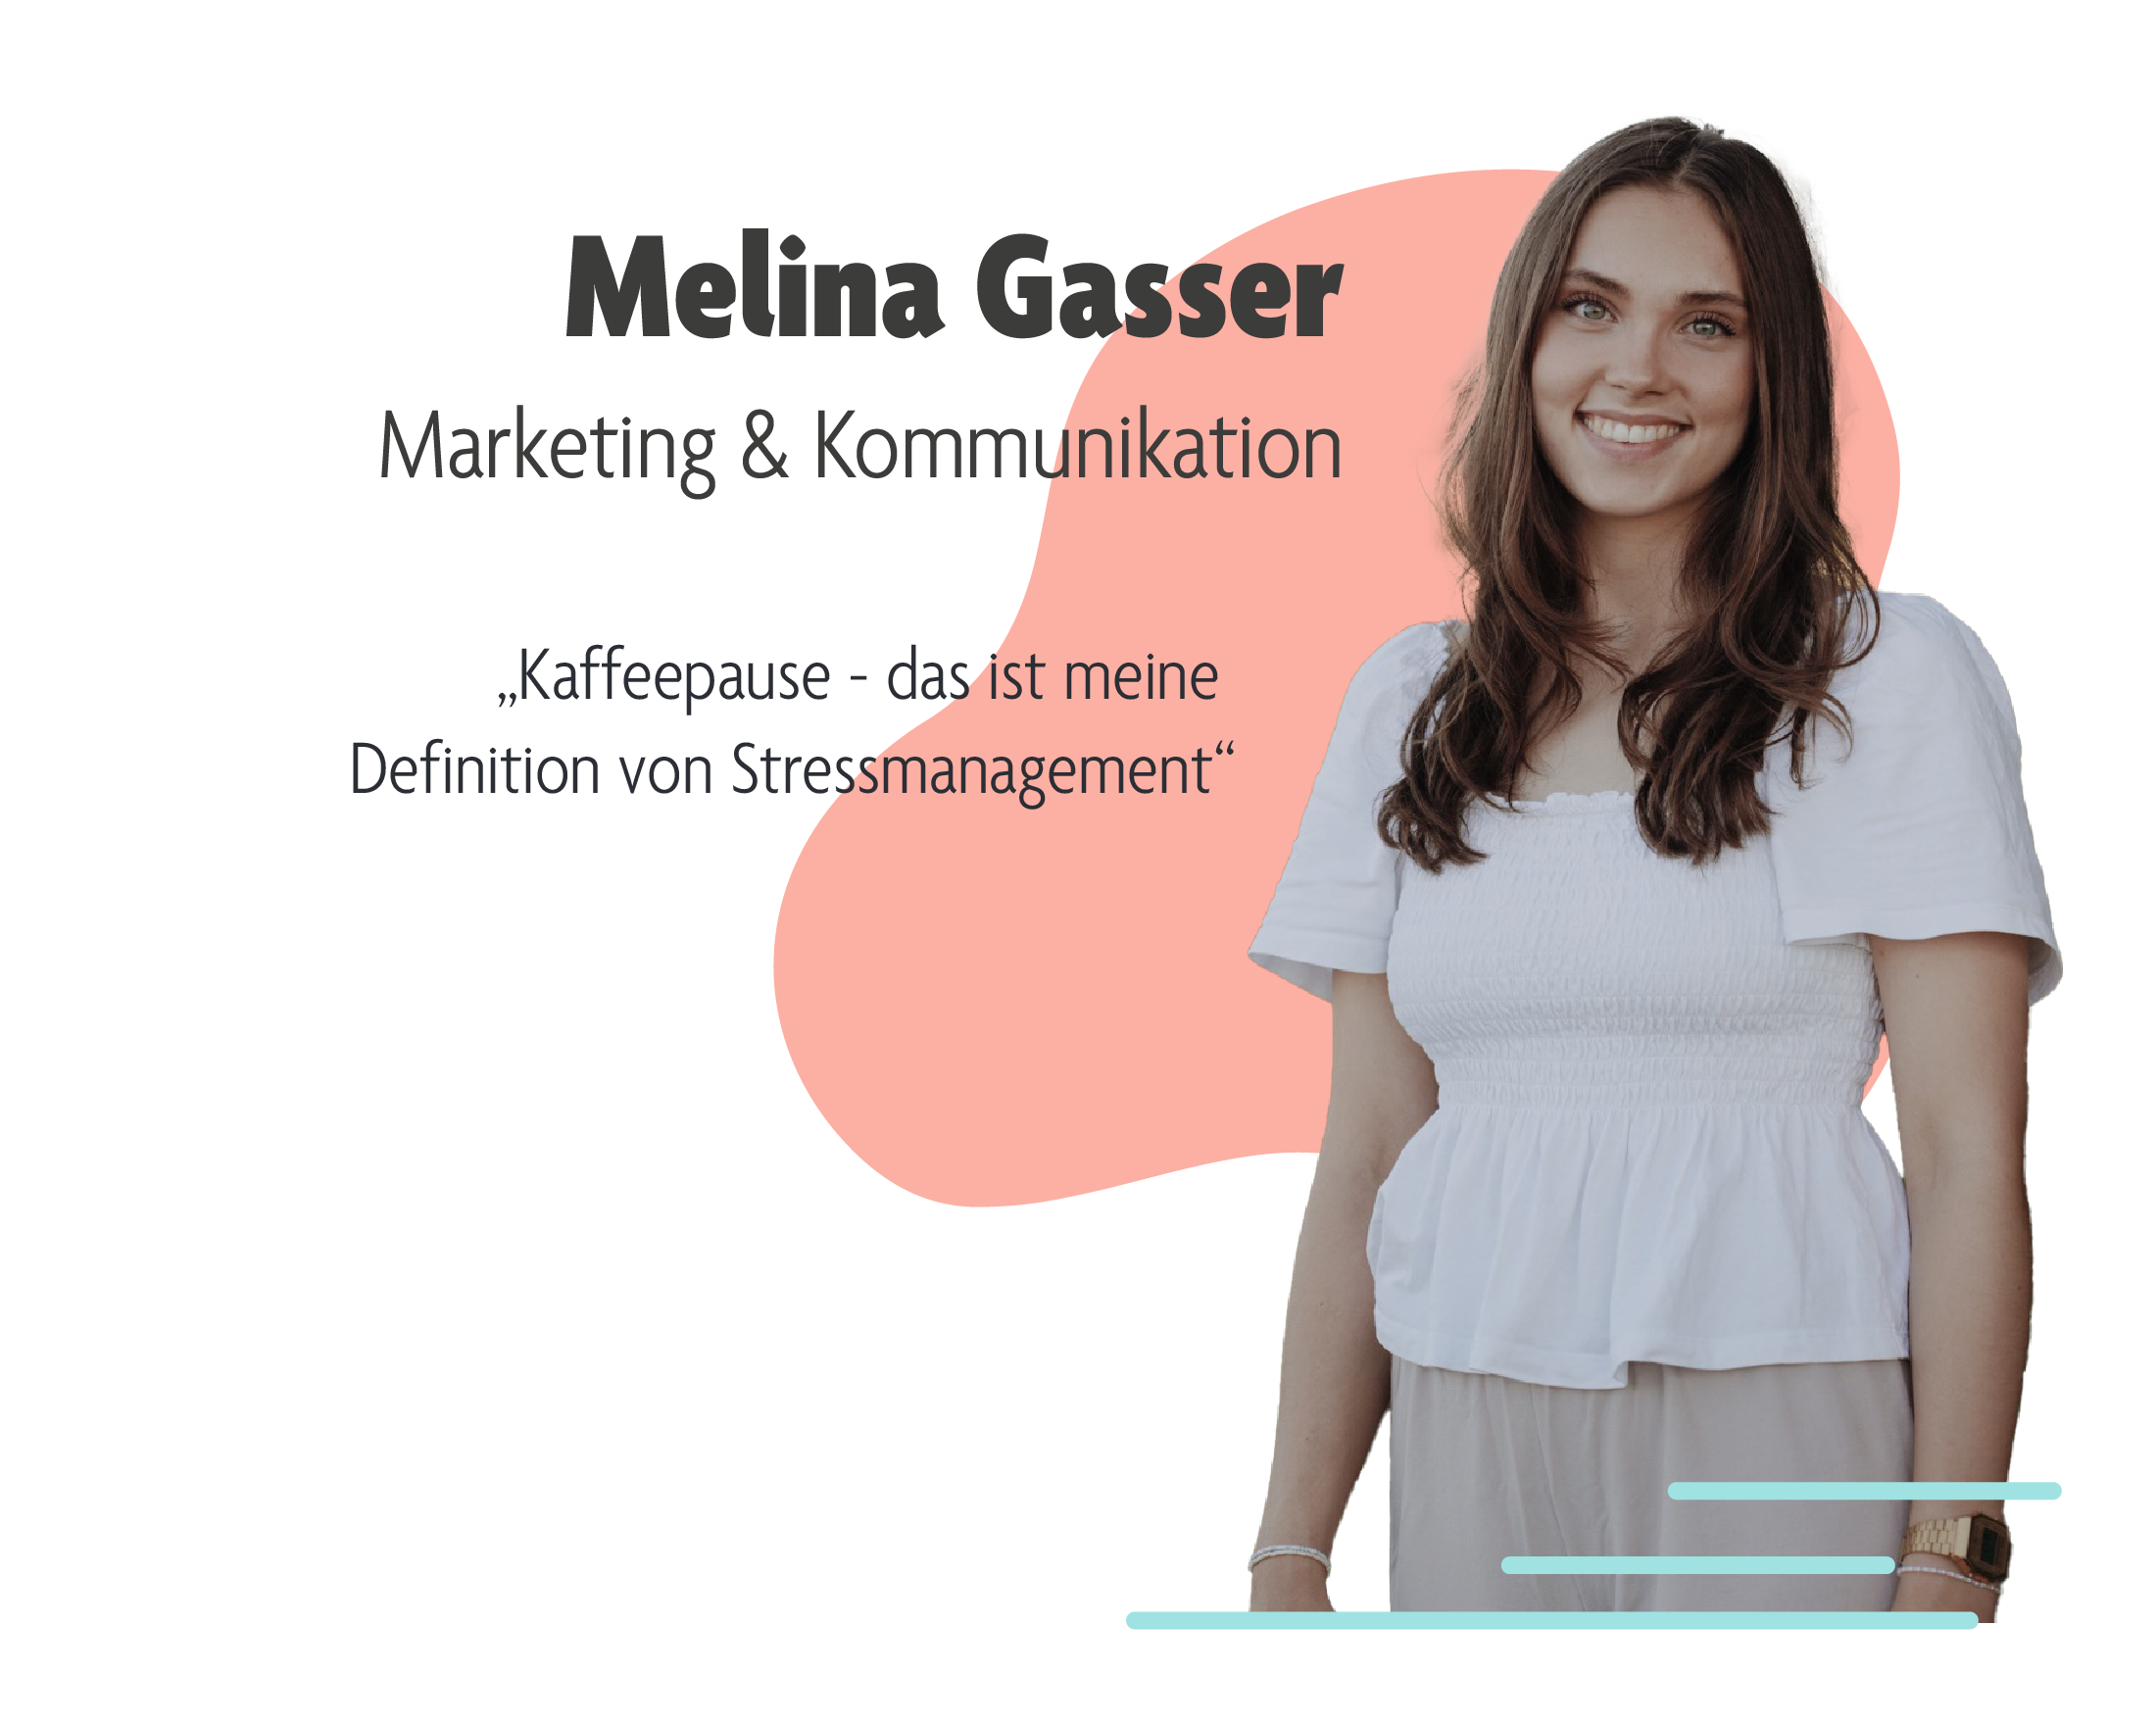 Melina Gasser
Marketing & Kommunikation
„Kaffeepause - das ist meine
Definition von Stressmanagement“